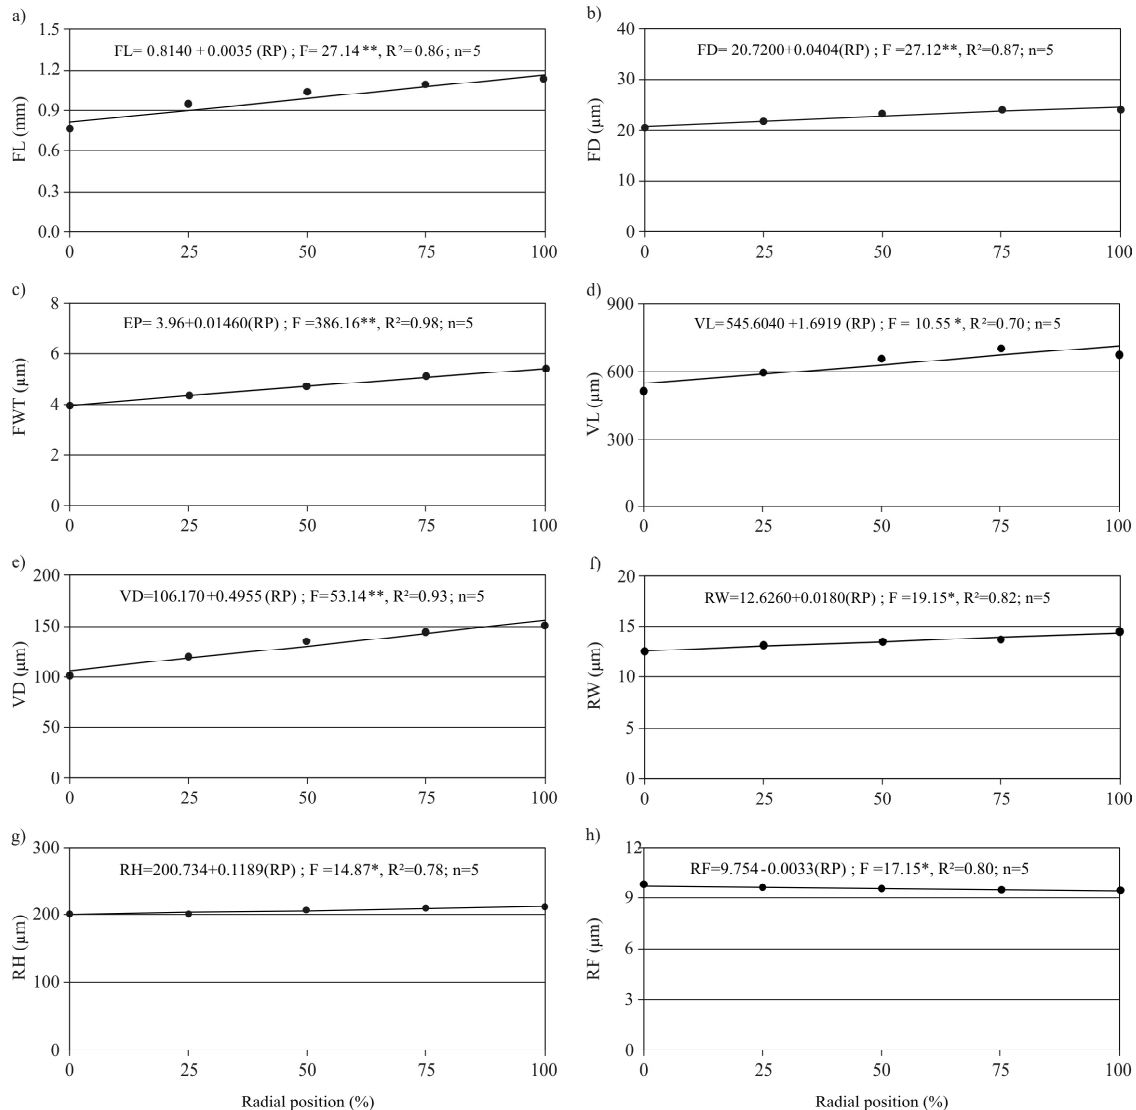 a)
FL= 0.8140 + 0.0035 (RP) ; F= 27.14 **, R²= 0.86 ; n=5
FL (mm)
1.5
1.2
0.9
0.6
0.3
0.0
0 25 50 75 100
b)
FD= 20.7200+0.0404(RP) ; F =27.12**, R²=0.87; n=5
FD (µm)
40
30
20
10
0
0 25 50 75 100
c)
EP= 3.96+0.01460(RP) ; F =386.16**, R²=0.98; n=5
FWT (µm)
8
6
4
2
0
0 25 50 75 100
d)
VL=545.6040 +1.6919 (RP) ; F = 10.55 *, R²=0.70 ; n=5
VL (µm)
900
600
300
0
0 25 50 75 100
e)
VD=106.170+0.4955 (RP) ; F=53.14**, R²=0.93; n=5
VD (µm)
200
150
100
50
0
0 25 50 75 100
f)
RW=12.6260+0.0180(RP) ; F =19.15*, R²=0.82; n=5
RW (µm)
20
15
10
5
0
0 25 50 75 100
g)
RH=200.734+0.1189(RP) ; F =14.87*, R²=0.78; n=5
RH (µm)
300
200
100
0
0 25 50 75 100
Radial position (%)
h)
RF=9.754-0.0033(RP) ; F =17.15*, R²=0.80; n=5
RF (µm)
12
9
6
3
0
0 25 50 75 100
Radial position (%)